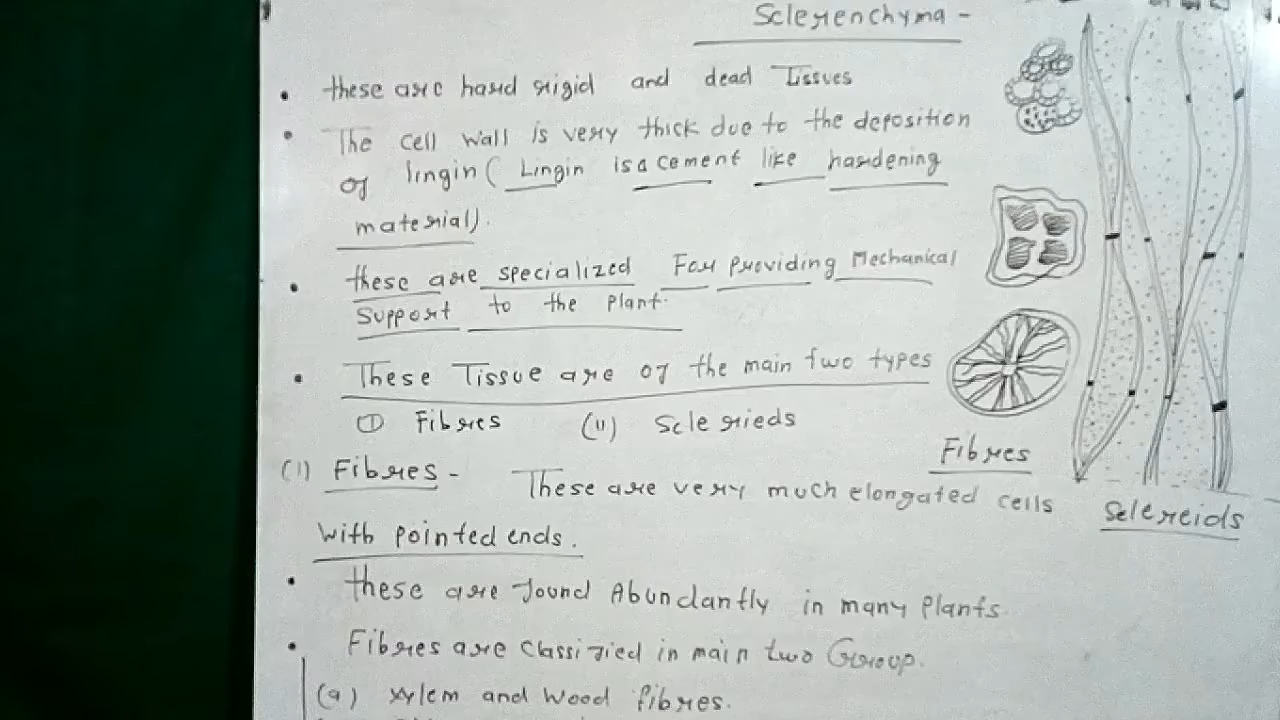 Sclerenchyma -
• these are hard rigid and dead Tissues
• The cell wall is very thick due to the deposition
of lingin ( Lingin is a cement like hardening
material).
• these are specialized For providing Mechanical
Support to the plant.
• These Tissue are of the main two types
(I) Fibres (II) Sclerieds
Fibres
Sclereids
(1) Fibres - These are very much elongated cells
with pointed ends.
• these are found Abundantly in many plants.
• Fibres are classified in main two Group.
(a) xylem and wood fibres.